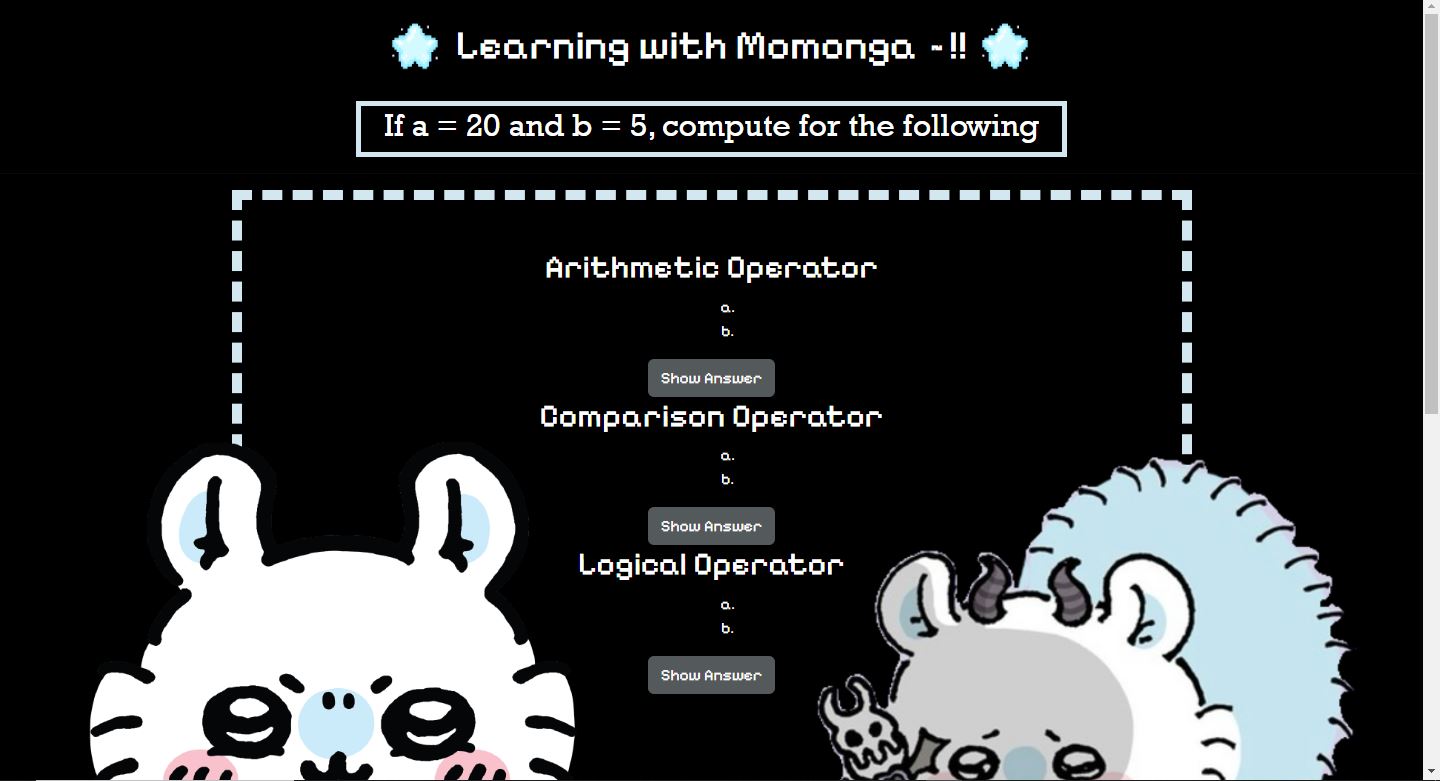 Learning with Momonga ~!!
If a = 20 and b = 5, compute for the following
Arithmetic Operator
a.
b.
Show Answer
Comparison Operator
a.
b.
Show Answer
Logical Operator
a.
b.
Show Answer